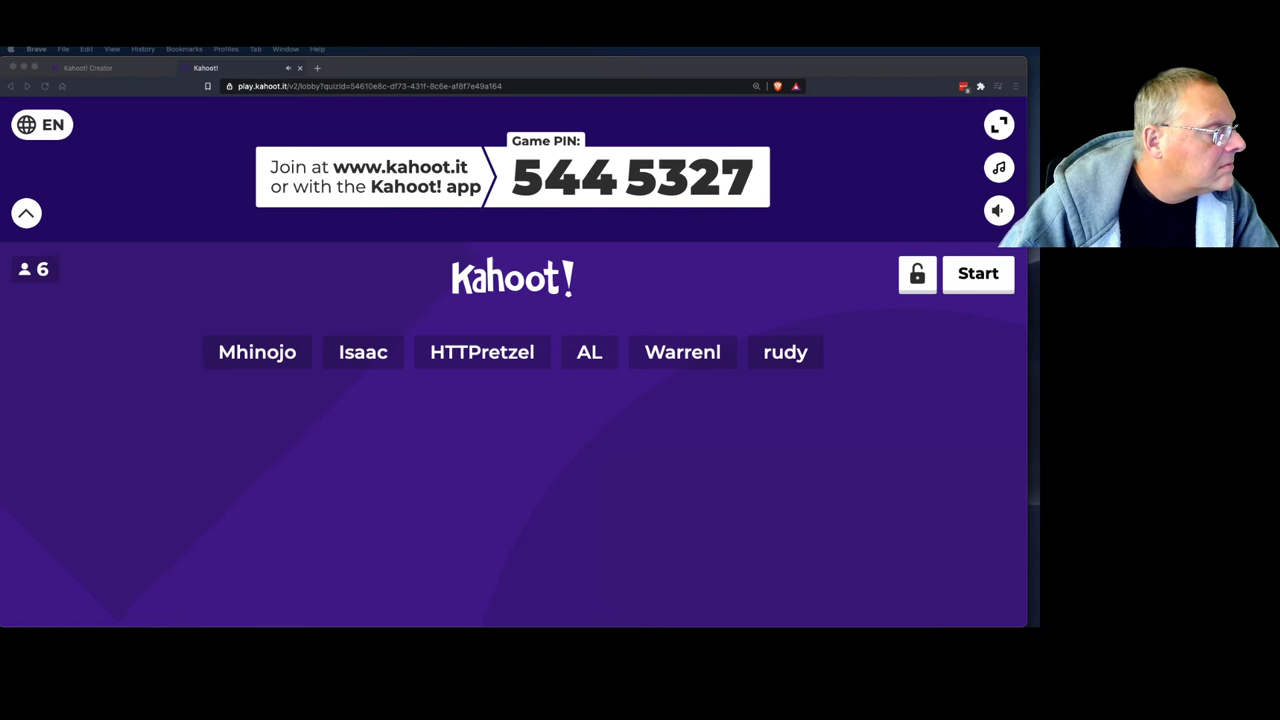 Brave File Edit View History Bookmarks Profiles Tab Window Help
Kahoot! Creator Kahoot!
play.kahoot.it/v2/lobby?quizId=54610e8c-df73-431f-8c6e-af8f7e49a164
EN
Game PIN:
Join at www.kahoot.it
or with the Kahoot! app
544 5327
6
Kahoot!
Start
Mhinojo Isaac HTTPretzel AL Warrenl rudy